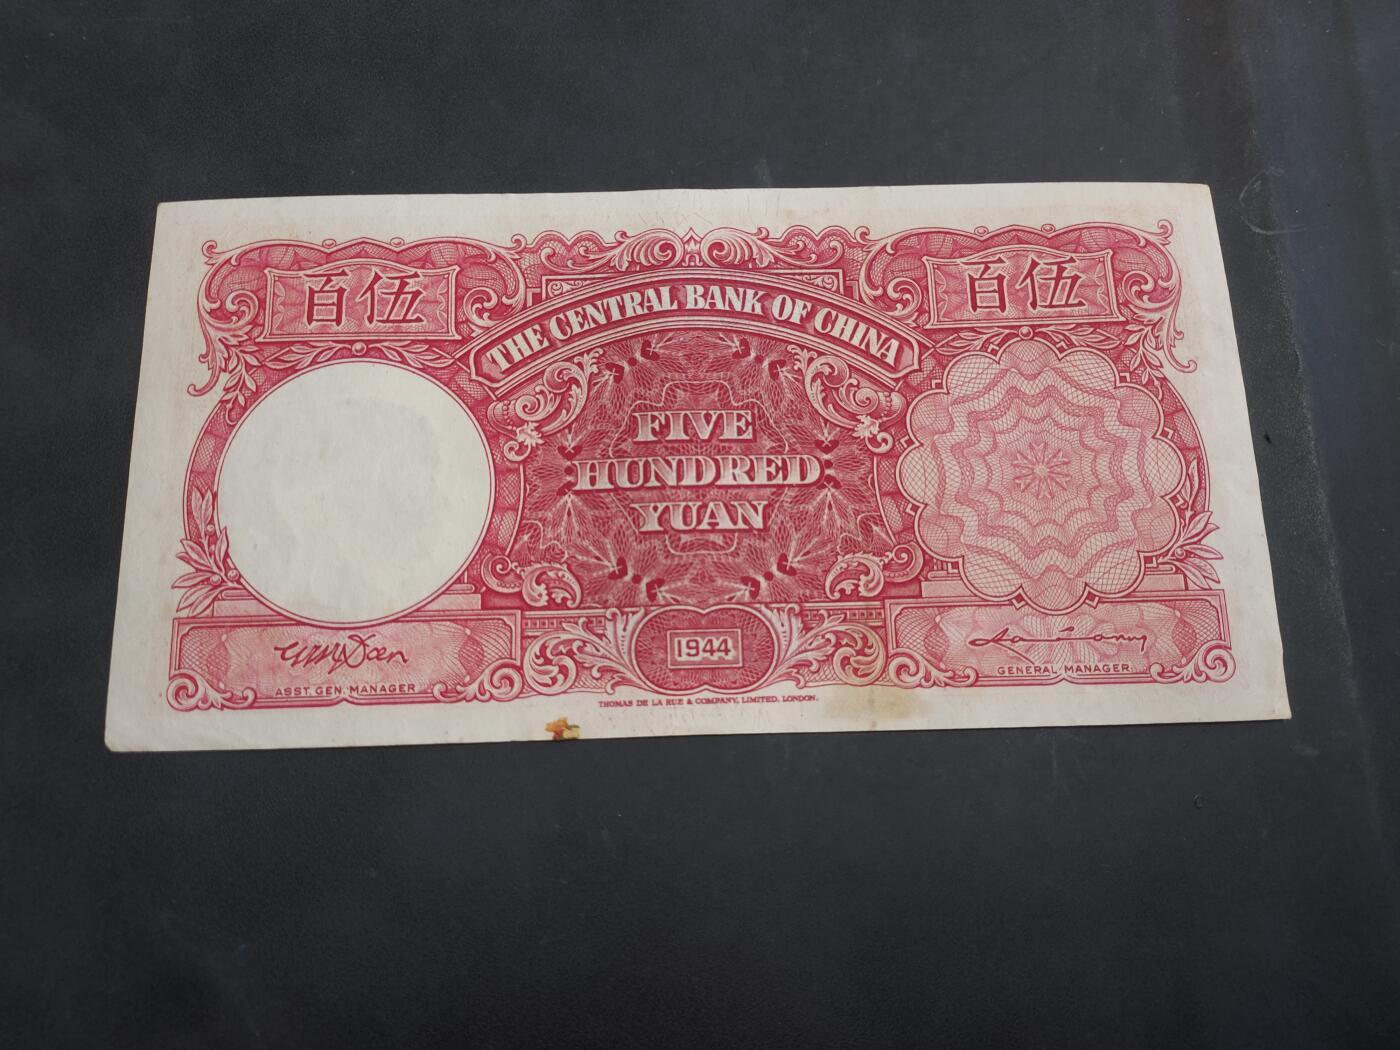 百伍
百伍
THE CENTRAL BANK OF CHINA
FIVE
HUNDRED
YUAN
1944
ASST. GEN. MANAGER
GENERAL MANAGER
THOMAS DE LA RUE & COMPANY, LIMITED, LONDON.